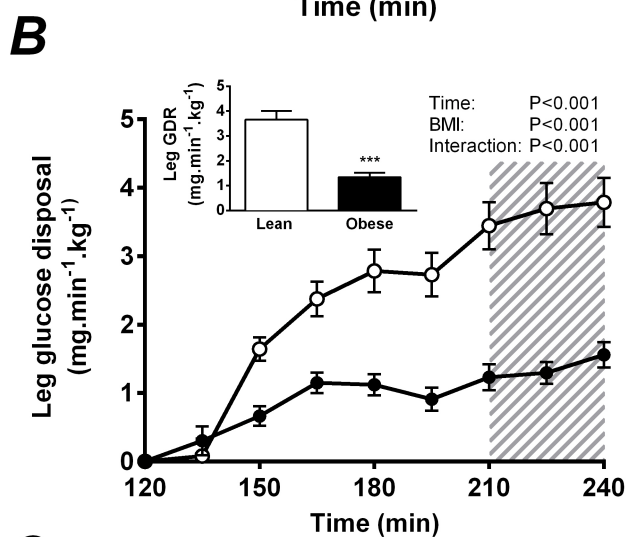 Time (min)
B
5
4
3
2
1
0
Leg GDR
(mg.min-1.kg-1)
***
Lean Obese
Time: P<0.001
BMI: P<0.001
Interaction: P<0.001
5
4
3
2
1
0
Leg glucose disposal
(mg.min-1.kg-1)
120 150 180 210 240
Time (min)